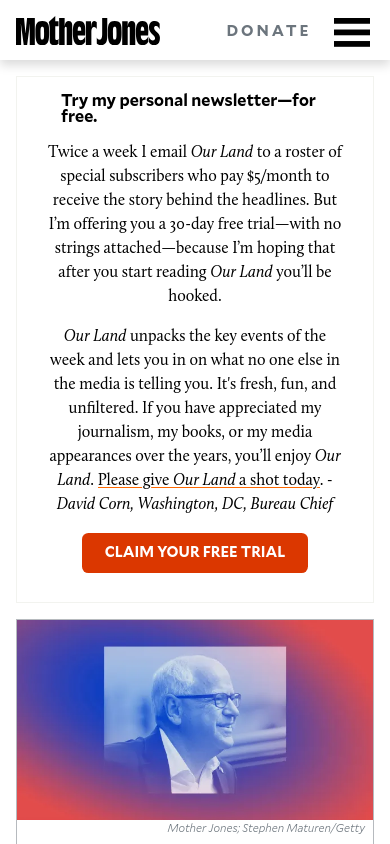 Mother Jones
DONATE
Try my personal newsletter—for
free.
Twice a week I email Our Land to a roster of
special subscribers who pay $5/month to
receive the story behind the headlines. But
I’m offering you a 30-day free trial—with no
strings attached—because I’m hoping that
after you start reading Our Land you’ll be
hooked.
Our Land unpacks the key events of the
week and lets you in on what no one else in
the media is telling you. It's fresh, fun, and
unfiltered. If you have appreciated my
journalism, my books, or my media
appearances over the years, you’ll enjoy Our
Land. Please give Our Land a shot today. -
David Corn, Washington, DC, Bureau Chief
CLAIM YOUR FREE TRIAL
Mother Jones; Stephen Maturen/Getty